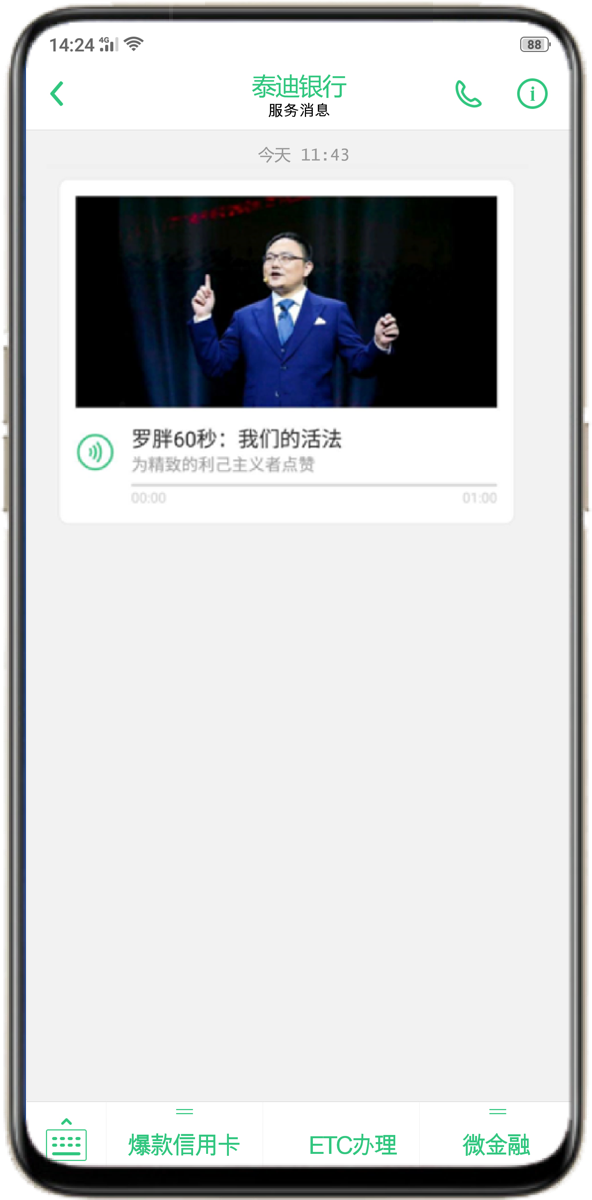 14:24 4G 88
泰迪银行
服务消息
i
今天 11:43
罗胖60秒：我们的活法
为精致的利己主义者点赞
00:00 01:00
爆款信用卡 ETC办理 微金融